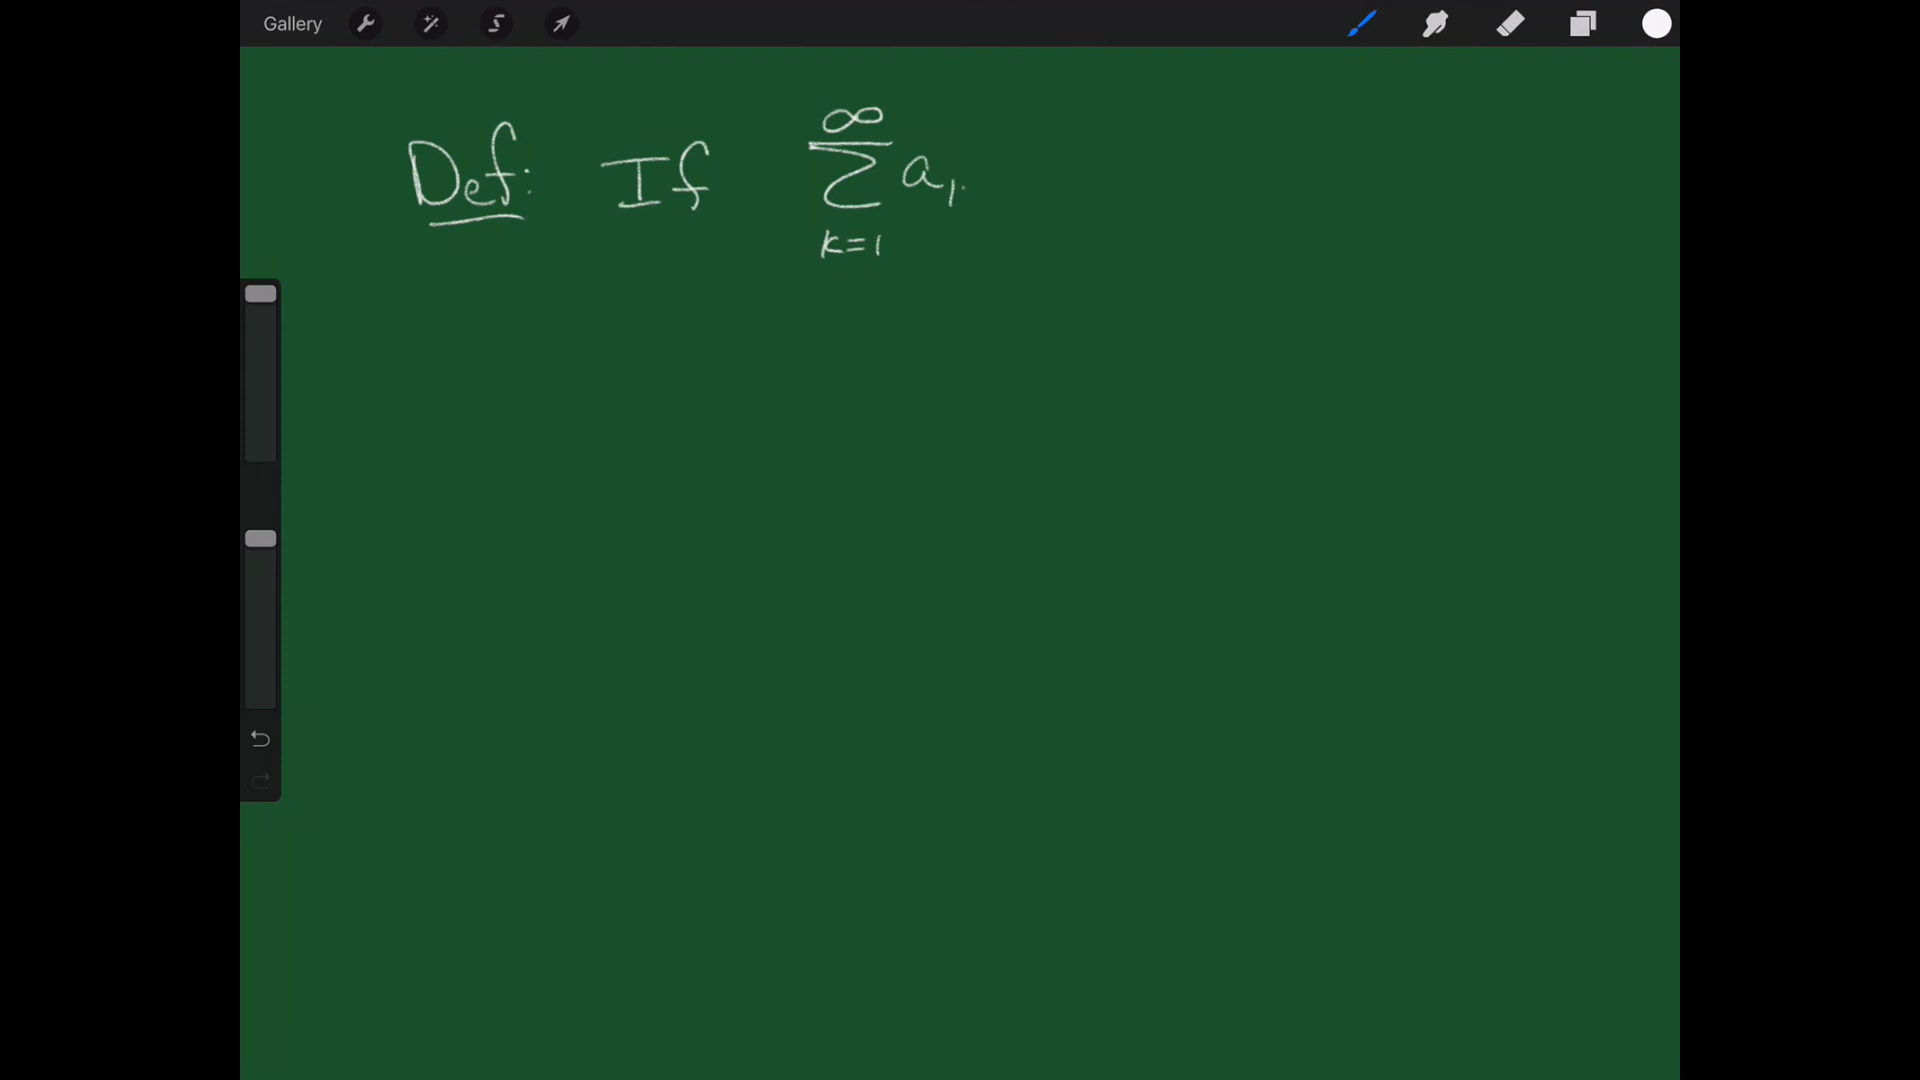 Gallery
Def: If ∞ ∑ k=1 a₁.